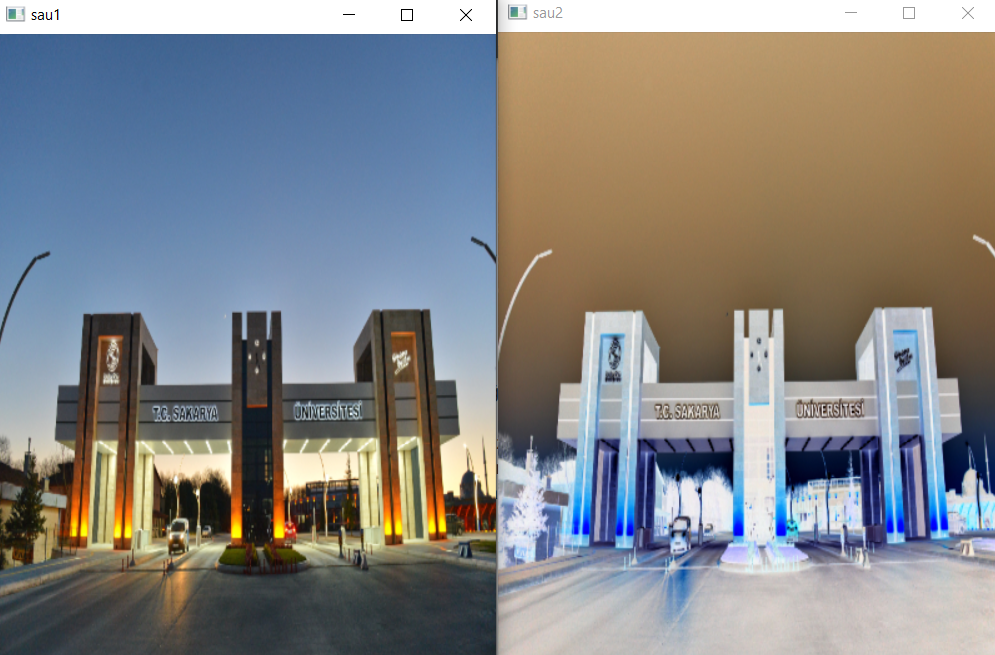 sau1
T.C. SAKARYA ÜNİVERSİTESİ
sau2
T.C. SAKARYA ÜNİVERSİTESİ